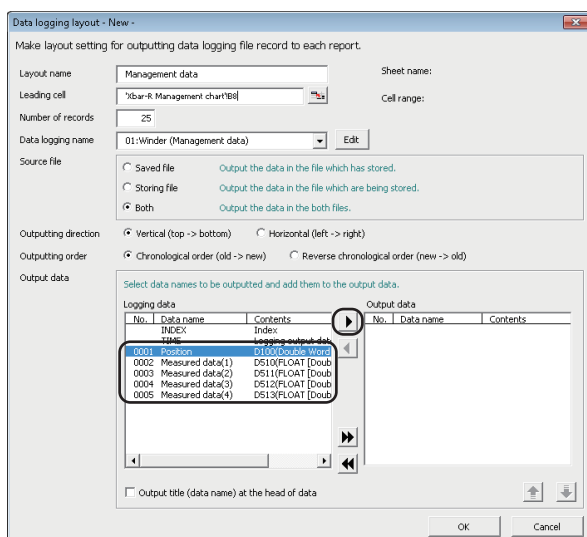 Data logging layout - New -
Make layout setting for outputting data logging file record to each report.
Layout name Management data Sheet name:
Leading cell 'Xbar-R Management chart'!B8 Cell range:
Number of records 25
Data logging name 01:Winder (Management data) Edit
Source file Saved file Output the data in the file which has stored.
Storing file Output the data in the file which are being stored.
Both Output the data in the both files.
Outputting direction Vertical (top -> bottom) Horizontal (left -> right)
Outputting order Chronological order (old -> new) Reverse chronological order (new -> old)
Output data Select data names to be outputted and add them to the output data.
Logging data Output data
No. Data name Contents No. Data name Contents
INDEX Index
TIME Logging output dat
0001 Position D100(Double Word
0002 Measured data(1) D510(FLOAT [Doub
0003 Measured data(2) D511(FLOAT [Doub
0004 Measured data(3) D512(FLOAT [Doub
0005 Measured data(4) D513(FLOAT [Doub
Output title (data name) at the head of data
OK Cancel